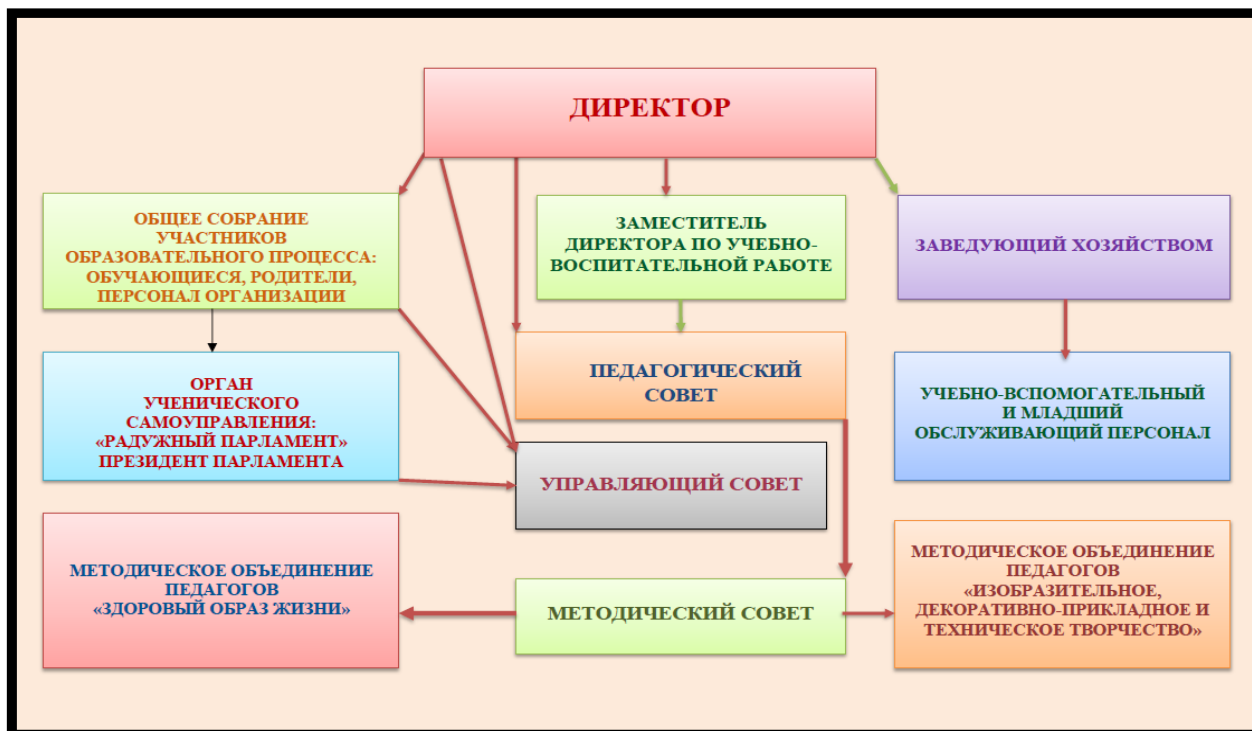 ДИРЕКТОР
ОБЩЕЕ СОБРАНИЕ
УЧАСТНИКОВ
ОБРАЗОВАТЕЛЬНОГО ПРОЦЕССА:
ОБУЧАЮЩИЕСЯ, РОДИТЕЛИ,
ПЕРСОНАЛ ОРГАНИЗАЦИИ
ЗАМЕСТИТЕЛЬ
ДИРЕКТОРА ПО УЧЕБНО-
ВОСПИТАТЕЛЬНОЙ РАБОТЕ
ЗАВЕДУЮЩИЙ ХОЗЯЙСТВОМ
ОРГАН
УЧЕНИЧЕСКОГО
САМОУПРАВЛЕНИЯ:
«РАДУЖНЫЙ ПАРЛАМЕНТ»
ПРЕЗИДЕНТ ПАРЛАМЕНТА
ПЕДАГОГИЧЕСКИЙ
СОВЕТ
УЧЕБНО-ВСПОМОГАТЕЛЬНЫЙ
И МЛАДШИЙ
ОБСЛУЖИВАЮЩИЙ ПЕРСОНАЛ
УПРАВЛЯЮЩИЙ СОВЕТ
МЕТОДИЧЕСКОЕ ОБЪЕДИНЕНИЕ
ПЕДАГОГОВ
«ЗДОРОВЫЙ ОБРАЗ ЖИЗНИ»
МЕТОДИЧЕСКИЙ СОВЕТ
МЕТОДИЧЕСКОЕ ОБЪЕДИНЕНИЕ
ПЕДАГОГОВ
«ИЗОБРАЗИТЕЛЬНОЕ,
ДЕКОРАТИВНО-ПРИКЛАДНОЕ И
ТЕХНИЧЕСКОЕ ТВОРЧЕСТВО»